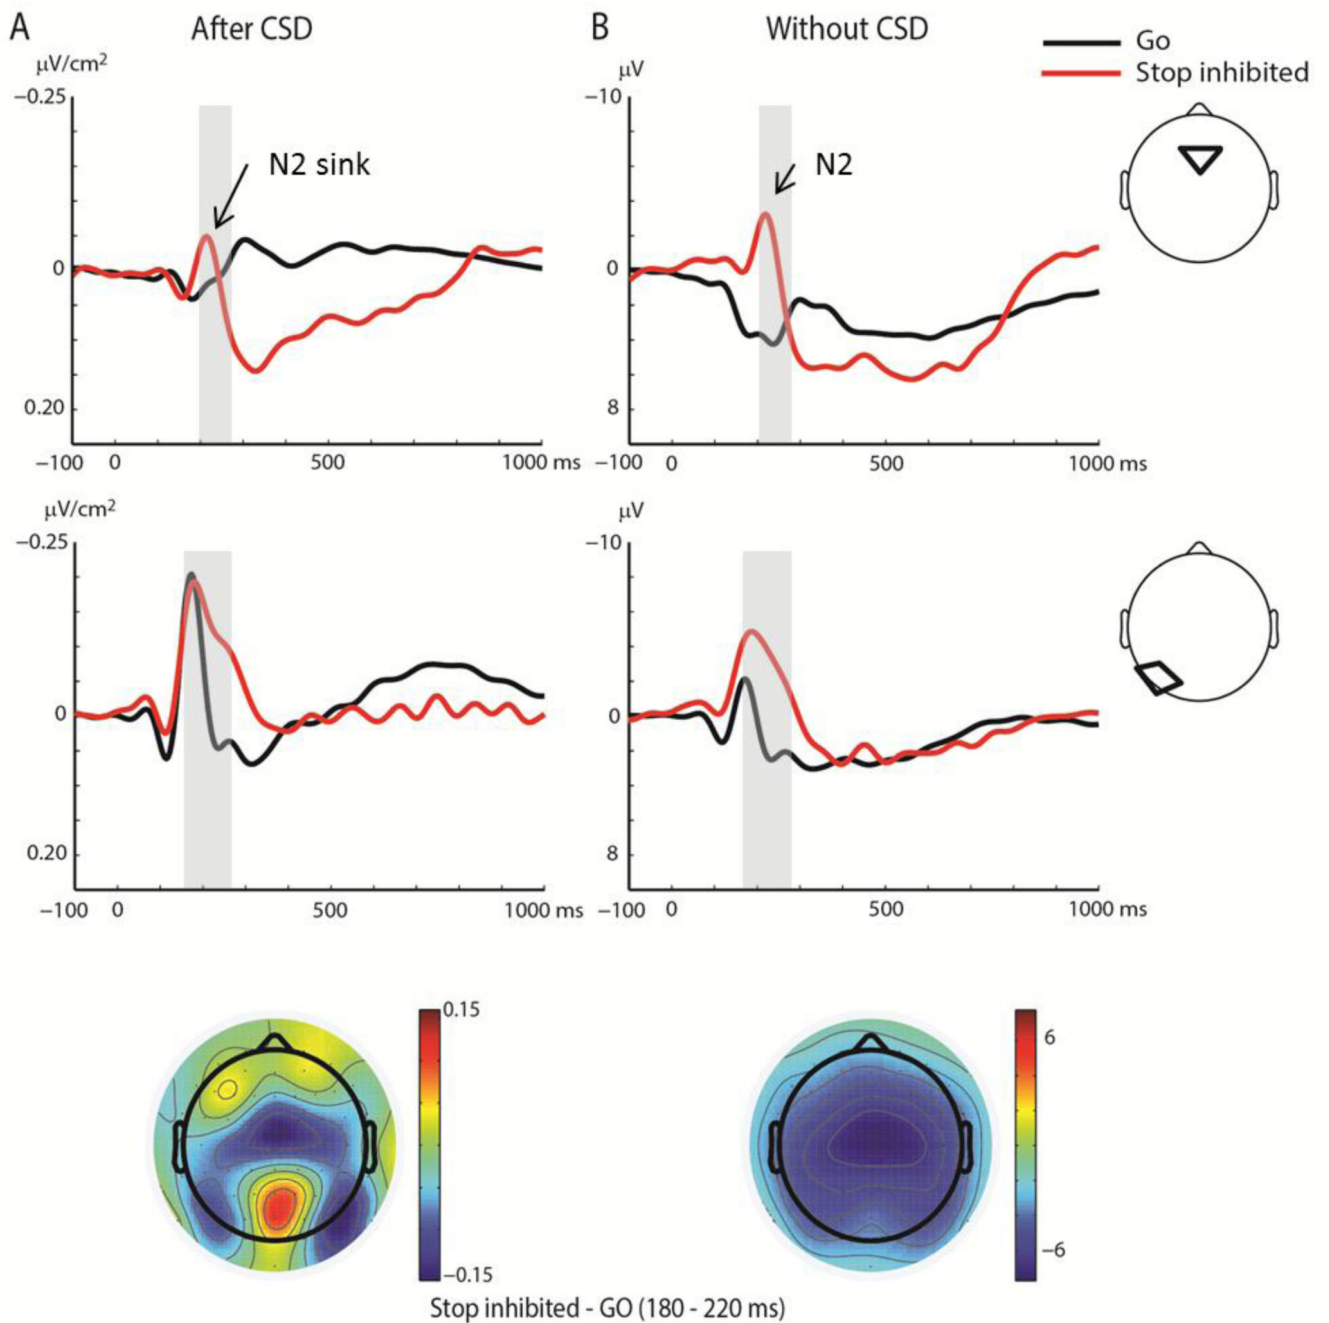 A After CSD
B Without CSD
Go
Stop inhibited
μV/cm²
−0.25
N2 sink
0
0.20
−100 0 500 1000 ms
μV
−10
N2
0
8
−100 0 500 1000 ms
μV/cm²
−0.25
0
0.20
−100 0 500 1000 ms
μV
−10
0
8
−100 0 500 1000 ms
0.15
−0.15
6
−6
Stop inhibited - GO (180 - 220 ms)